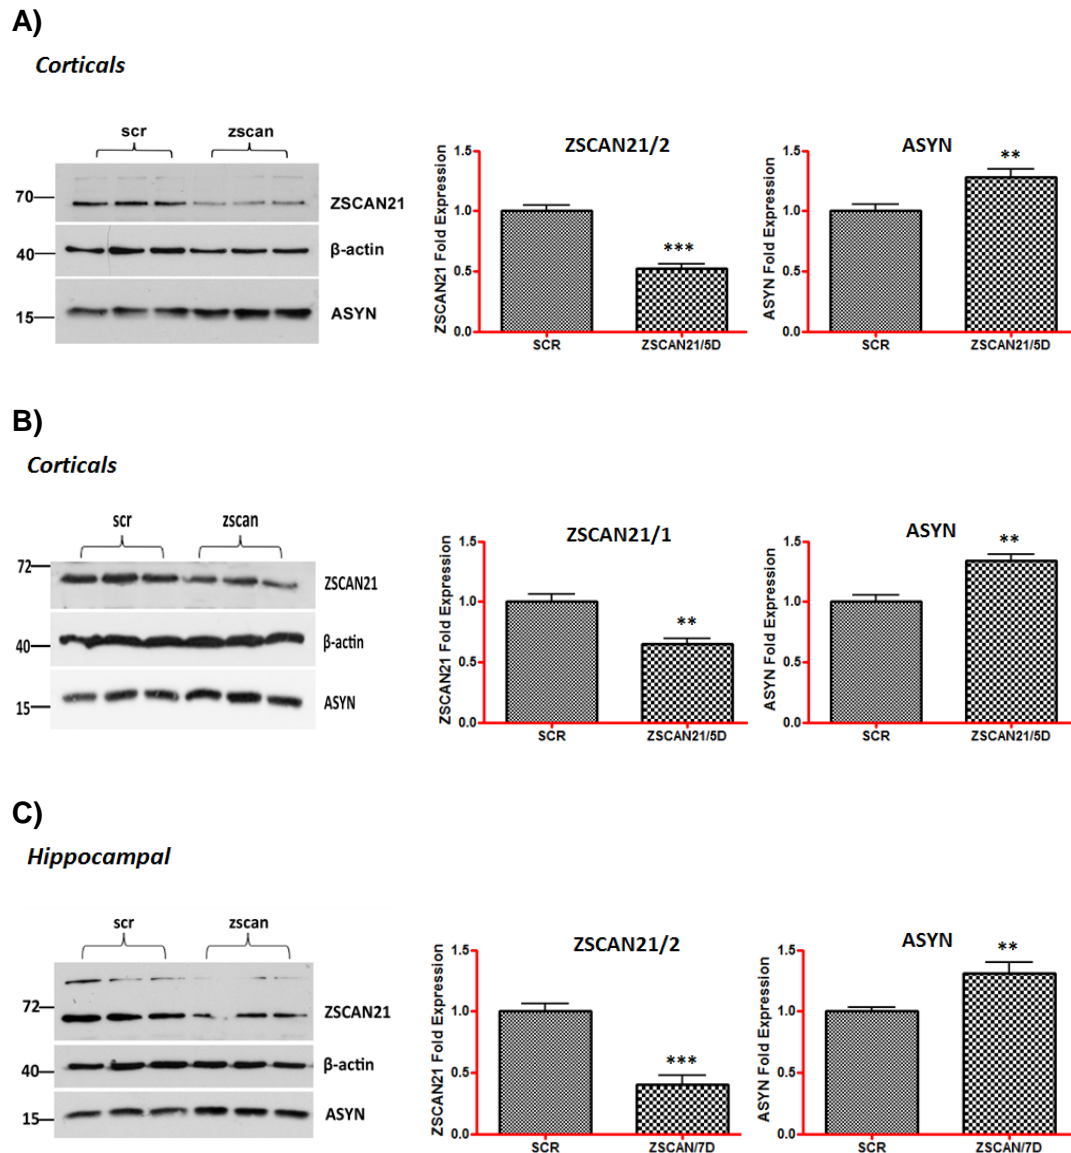 A)
Corticals
scr zscan
70
ZSCAN21
40
β-actin
15
ASYN
ZSCAN21/2
ZSCAN21 Fold Expression
1.5
1.0
0.5
0.0
***
SCR ZSCAN21/5D
ASYN
ASYN Fold Expression
1.5
1.0
0.5
0.0
**
SCR ZSCAN21/5D
B)
Corticals
scr zscan
72
ZSCAN21
40
β-actin
15
ASYN
ZSCAN21/1
ZSCAN21 Fold Expression
1.5
1.0
0.5
0.0
**
SCR ZSCAN21/5D
ASYN
ASYN Fold Expression
1.5
1.0
0.5
0.0
**
SCR ZSCAN21/5D
C)
Hippocampal
scr zscan
72
ZSCAN21
40
β-actin
15
ASYN
ZSCAN21/2
ZSCAN21 Fold Expression
1.5
1.0
0.5
0.0
***
SCR ZSCAN/7D
ASYN
ASYN Fold Expression
1.5
1.0
0.5
0.0
**
SCR ZSCAN/7D